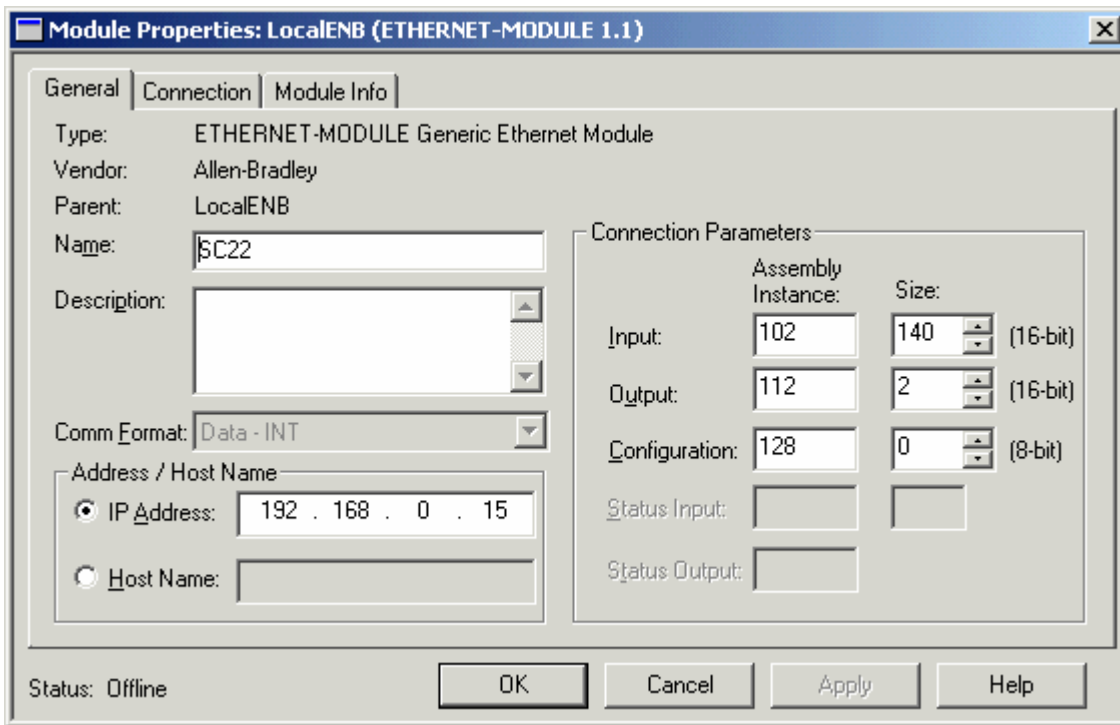 Module Properties: LocalENB (ETHERNET-MODULE 1.1)
General Connection Module Info
Type: ETHERNET-MODULE Generic Ethernet Module
Vendor: Allen-Bradley
Parent: LocalENB
Name: SC22
Description:
Comm Format: Data - INT
Address / Host Name
IP Address: 192 . 168 . 0 . 15
Host Name:
Connection Parameters
Assembly
Instance: Size:
Input: 102 140 (16-bit)
Output: 112 2 (16-bit)
Configuration: 128 0 (8-bit)
Status Input:
Status Output:
Status: Offline OK Cancel Apply Help